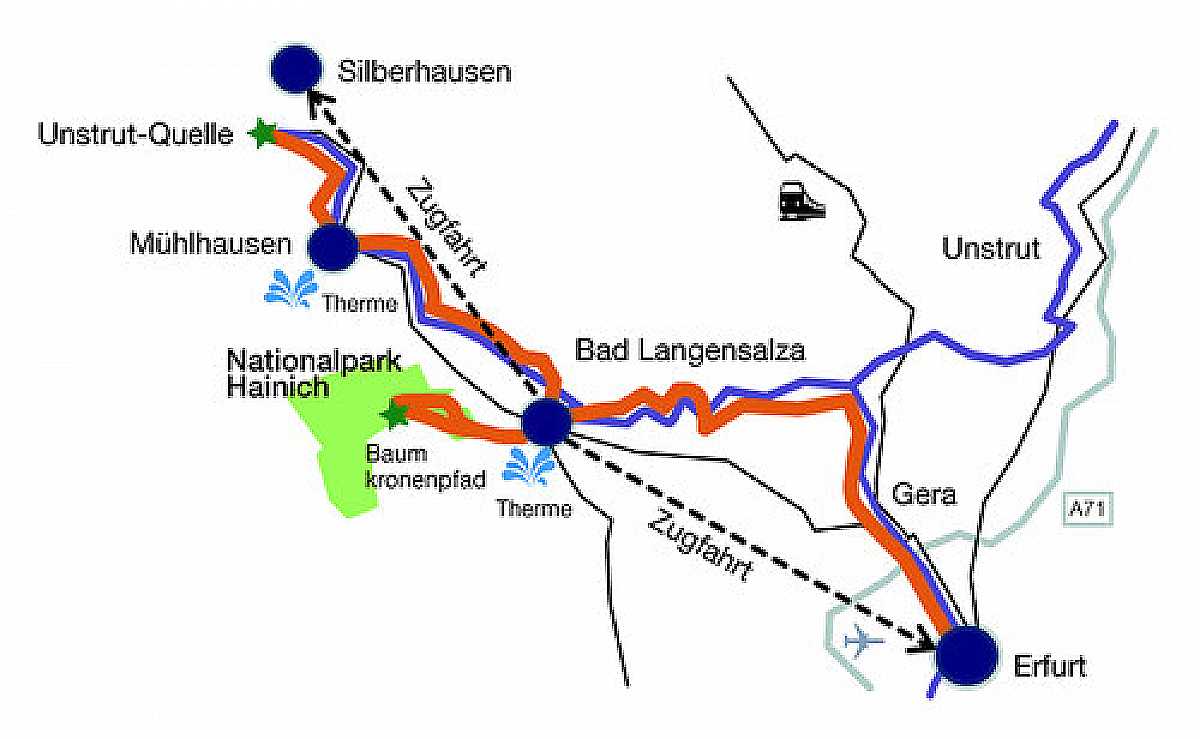 Silberhausen
Unstrut-Quelle
Zugfahrt
Mühlhausen
Unstrut
Therme
Bad Langensalza
Nationalpark
Hainich
Baum
kronenpfad
Therme
Gera
A71
Zugfahrt
Erfurt